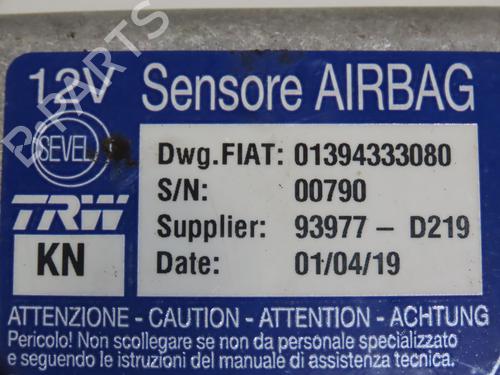 12V Sensore AIRBAG
SEVEL
TRW
KN
Dwg.FIAT: 01394333080
S/N: 00790
Supplier: 93977 - D219
Date: 01/04/19
ATTENZIONE - CAUTION - ATTENTION - ACHTUNG
Pericolo! Non scollegare se non da personale specializzato
e seguendo le istruzioni del manuale di assistenza tecnica.
B-PARTS